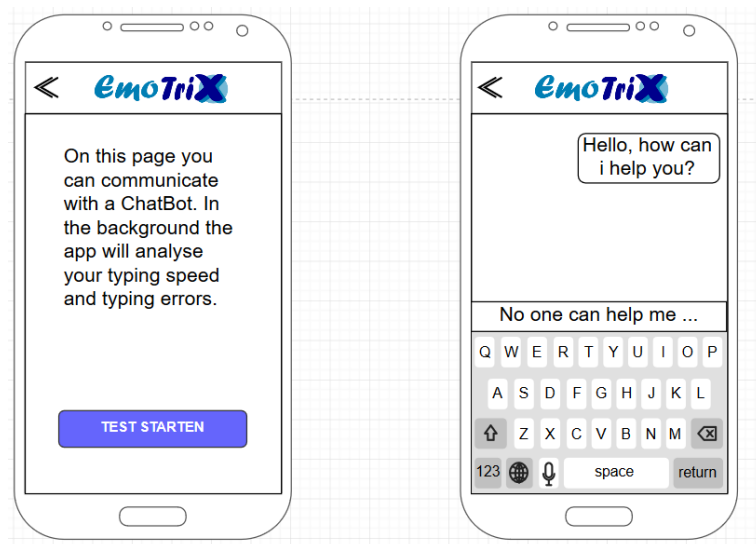 EmoTriX
On this page you
can communicate
with a ChatBot. In
the background the
app will analyse
your typing speed
and typing errors.
TEST STARTEN
EmoTriX
Hello, how can
i help you?
No one can help me ...
Q W E R T Y U I O P
A S D F G H J K L
Z X C V B N M
123 space return